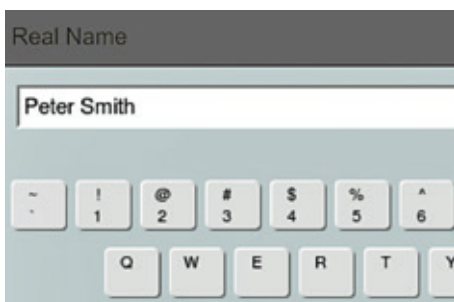 Real Name
Peter Smith
~ ! @ # $ % ^
` 1 2 3 4 5 6
Q W E R T Y